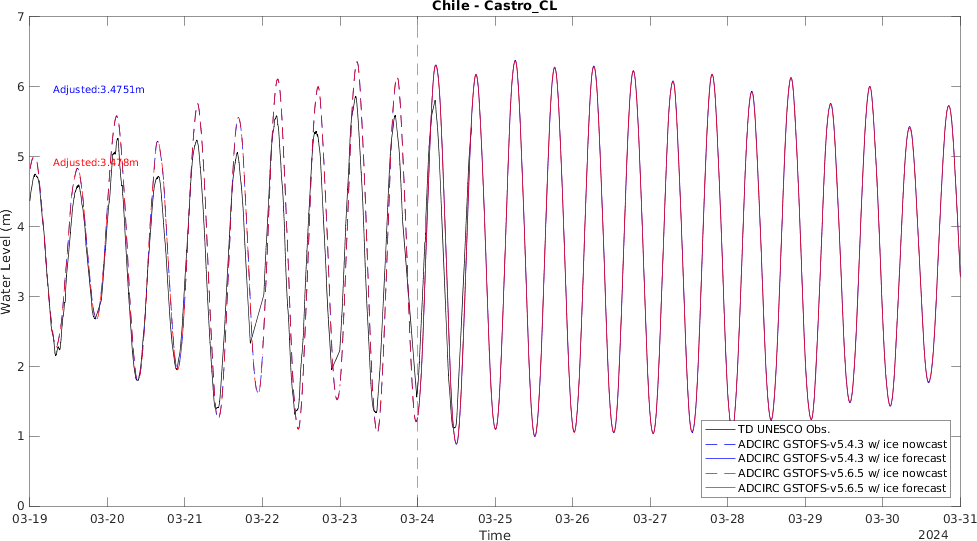 Chile - Castro_CL
7
6
5
4
3
2
1
0
Water Level (m)
Adjusted:3.4751m
Adjusted:3.478m
TD UNESCO Obs.
ADCIRC GSTOFS-v5.4.3 w/ ice nowcast
ADCIRC GSTOFS-v5.4.3 w/ ice forecast
ADCIRC GSTOFS-v5.6.5 w/ ice nowcast
ADCIRC GSTOFS-v5.6.5 w/ ice forecast
03-19 03-20 03-21 03-22 03-23 03-24 03-25 03-26 03-27 03-28 03-29 03-30 03-31
Time
2024